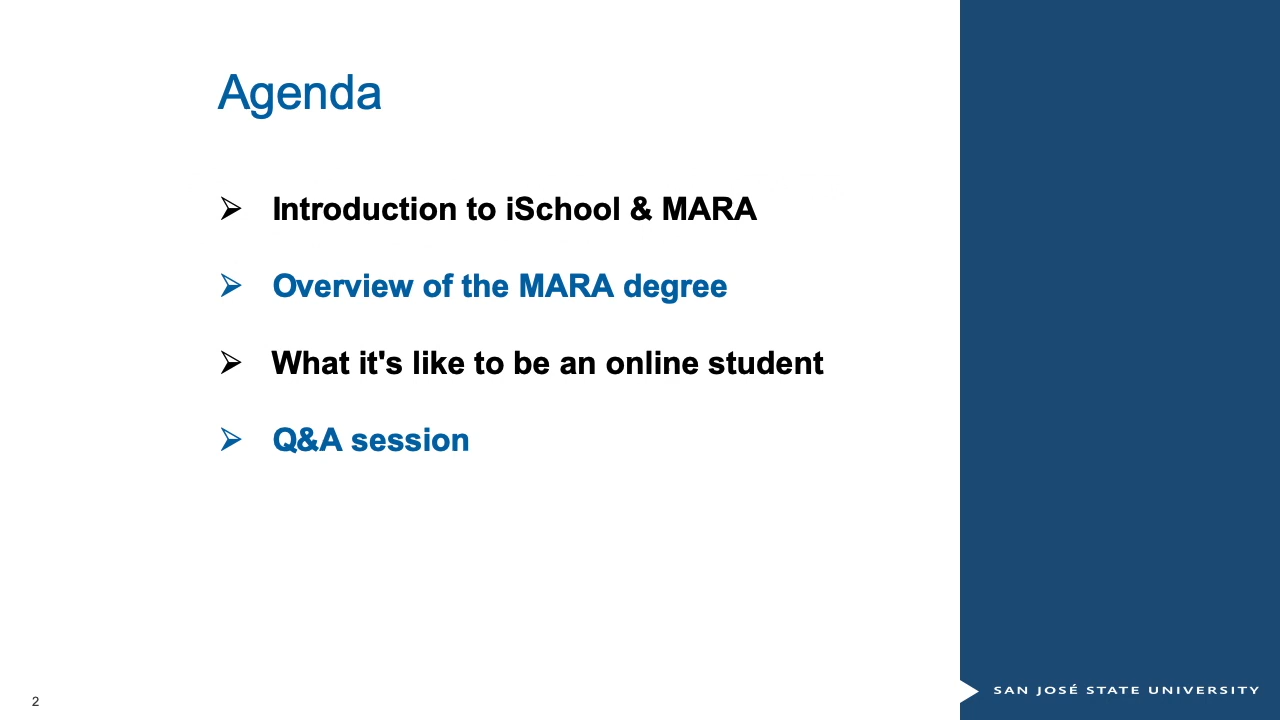 Agenda
Introduction to iSchool & MARA
Overview of the MARA degree
What it's like to be an online student
Q&A session
2
SAN JOSÉ STATE UNIVERSITY